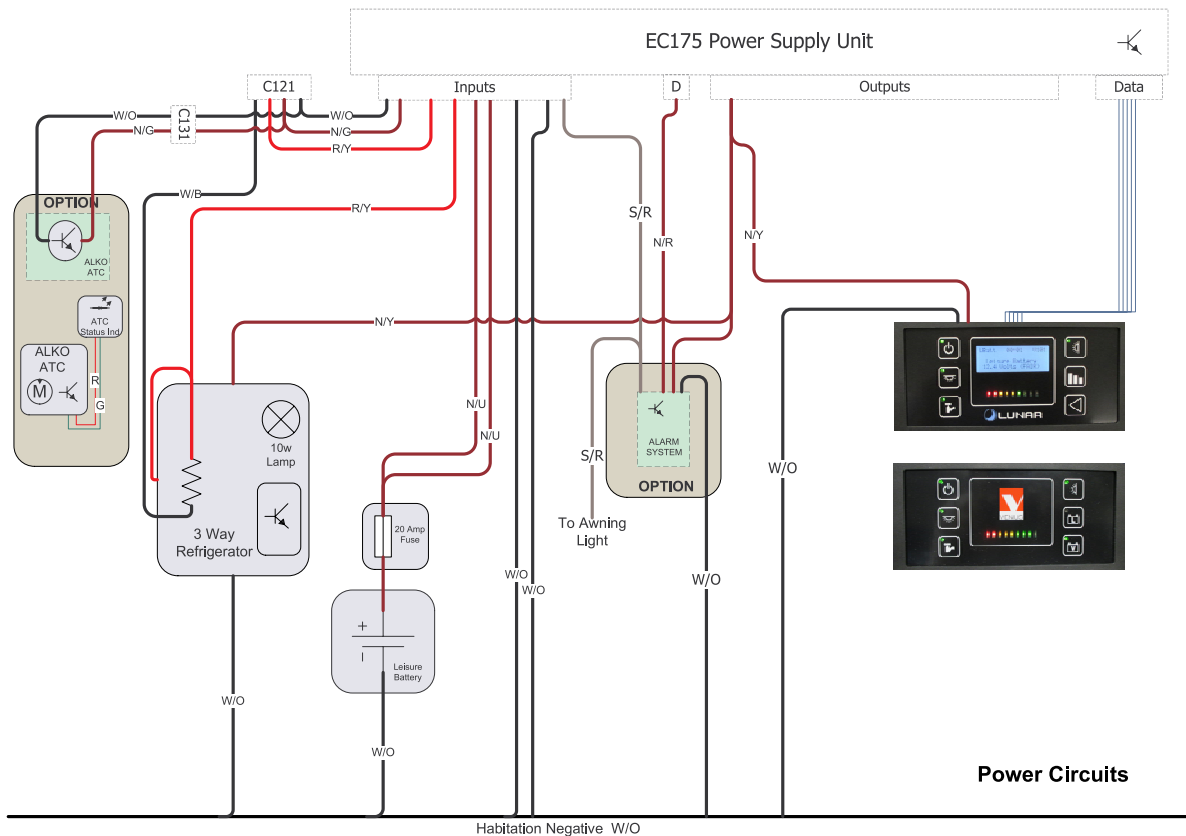 EC175 Power Supply Unit
C121
Inputs
D
Outputs
Data
W/O
C131
W/O
N/G
N/G
R/Y
W/B
R/Y
S/R
N/R
N/Y
OPTION
ALKO
ATC
ATC
Status Ind
ALKO
ATC
M
R
G
N/Y
10w
Lamp
3 Way
Refrigerator
N/U
N/U
20 Amp
Fuse
+
Leisure
Battery
S/R
To Awning
Light
ALARM
SYSTEM
OPTION
W/O
LUNAR
VENUS
W/O
W/O
W/O
W/O
W/O
Power Circuits
Habitation Negative W/O